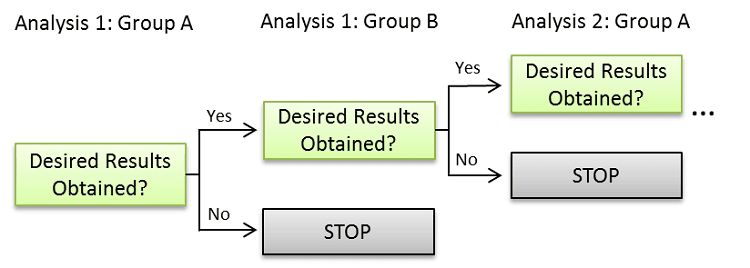 Analysis 1: Group A
Analysis 1: Group B
Analysis 2: Group A
Desired Results
Obtained?
Yes
No
Desired Results
Obtained?
STOP
Yes
No
Desired Results
Obtained?
STOP
...